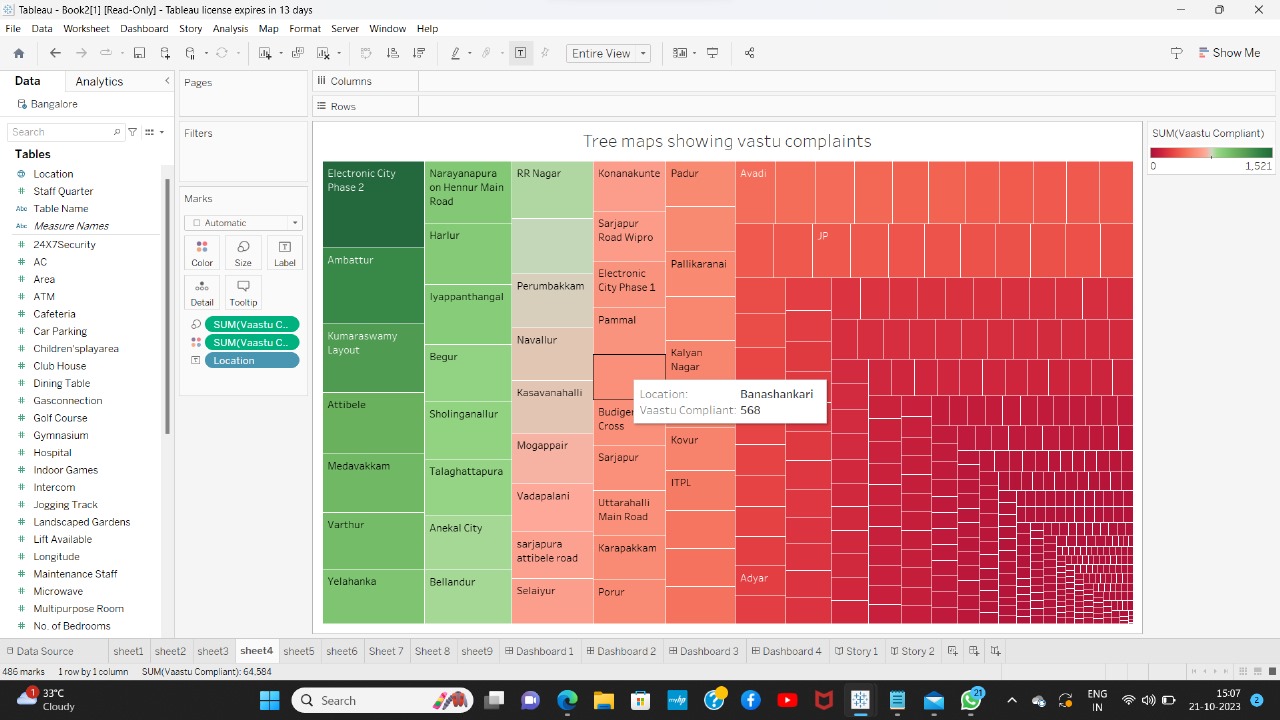 Tableau - Book2[1] [Read-Only] - Tableau license expires in 13 days
File Data Worksheet Dashboard Story Analysis Map Format Server Window Help
Entire View
Show Me
Data Analytics
Bangalore
Search
Tables
Location
Staff Quarter
Abc Table Name
Abc Measure Names
24X7Security
AC
Area
ATM
Cafeteria
Car Parking
Children'splayarea
Club House
Dining Table
Gasconnection
Golf Course
Gymnasium
Hospital
Indoor Games
Intercom
Jogging Track
Landscaped Gardens
Lift Available
Longitude
Maintenance Staff
Microwave
Multipurpose Room
No. of Bedrooms
Pages
Filters
Marks
Automatic
Color Size Label
Detail Tooltip
SUM(Vaastu C..
SUM(Vaastu C..
Location
Columns
Rows
Tree maps showing vastu complaints
Electronic City
Phase 2
Ambattur
Kumaraswamy
Layout
Attibele
Medavakkam
Varthur
Yelahanka
Narayanapura
on Hennur Main
Road
Harlur
Iyappanthangal
Begur
Sholinganallur
Talaghattapura
Anekal City
Bellandur
RR Nagar
Perumbakkam
Navallur
Kasavanahalli
Mogappair
Vadapalani
sarjapura
attibele road
Selaiyur
Konanakunte
Sarjapur
Road Wipro
Electronic
City Phase 1
Pammal
Cross
Sarjapur
Uttarahalli
Main Road
Karapakkam
Porur
Padur
Pallikaranai
Kalyan
Nagar
Kovur
ITPL
Avadi
JP
Adyar
Location: Banashankari
Vaastu Compliant: 568
SUM(Vaastu Compliant)
0 1,521
Data Source sheet1 sheet2 sheet3 sheet4 sheet5 sheet6 Sheet 7 Sheet 8 sheet9 Dashboard 1 Dashboard 2 Dashboard 3 Dashboard 4 Story 1 Story 2
486 marks 1 row by 1 column SUM(Vaastu Compliant): 64,584
1
33°C
Cloudy
Search
myhp
21
ENG
IN
15:07
21-10-2023
2